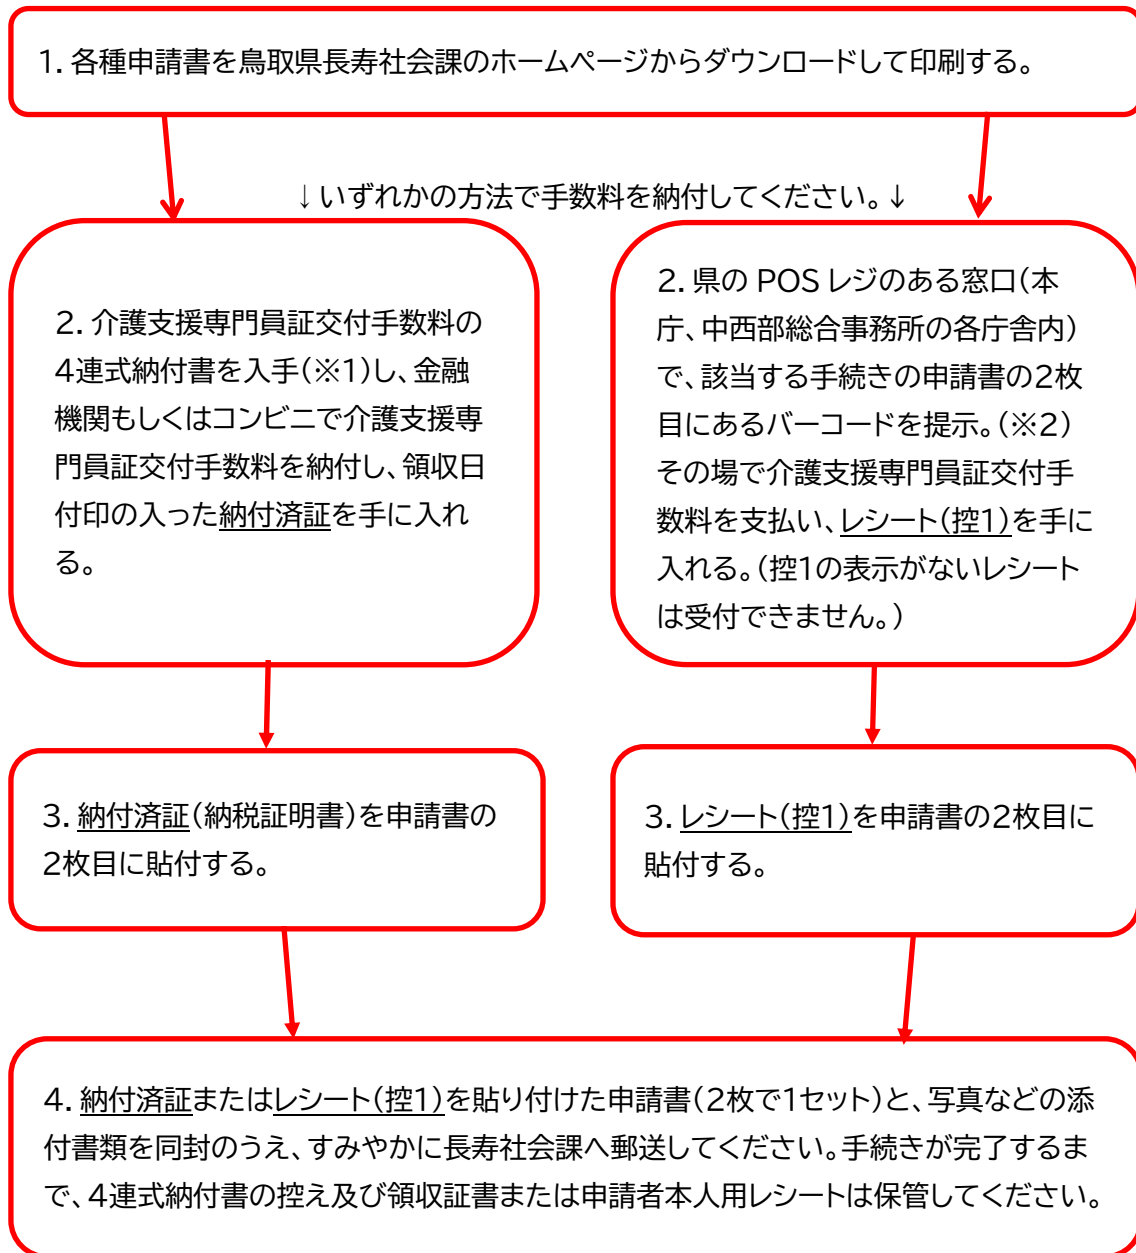 1. 各種申請書を鳥取県長寿社会課のホームページからダウンロードして印刷する。
↓いずれかの方法で手数料を納付してください。↓
2. 介護支援専門員証交付手数料の
4連式納付書を入手(※1)し、金融
機関もしくはコンビニで介護支援専
門員証交付手数料を納付し、領収日
付印の入った納付済証を手に入れ
る。
2. 県の POS レジのある窓口(本
庁、中西部総合事務所の各庁舎内)
で、該当する手続きの申請書の2枚
目にあるバーコードを提示。(※2)
その場で介護支援専門員証交付手
数料を支払い、レシート(控1)を手に
入れる。(控1の表示がないレシート
は受付できません。)
3. 納付済証(納税証明書)を申請書の
2枚目に貼付する。
3. レシート(控1)を申請書の2枚目に
貼付する。
4. 納付済証またはレシート(控1)を貼り付けた申請書(2枚で1セット)と、写真などの添
付書類を同封のうえ、すみやかに長寿社会課へ郵送してください。手続きが完了するま
で、4連式納付書の控え及び領収証書または申請者本人用レシートは保管してください。